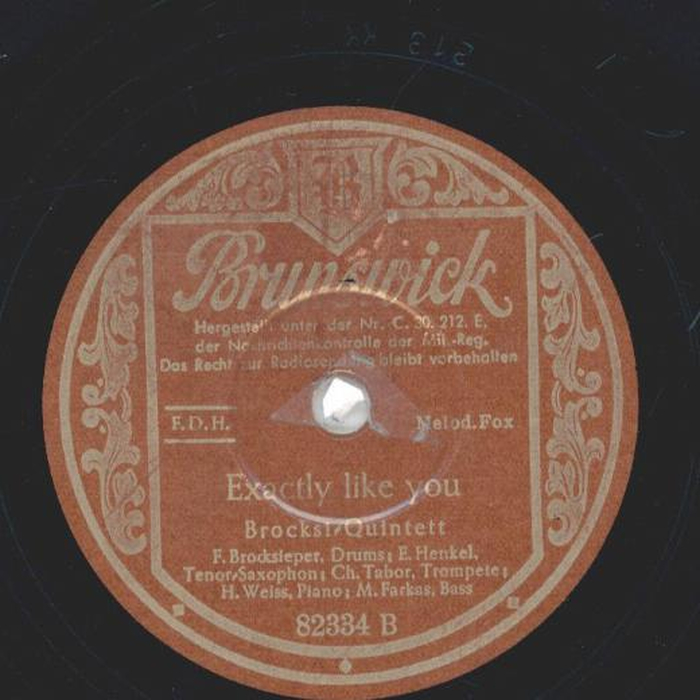 B
Brunswick
Hergestellt unter der Nr. C. 30. 212. E.
der Nachrichtenkontrolle der Mil.-Reg.
Das Recht zur Radiosendung bleibt vorbehalten
F.D.H.
Melod.Fox
Exactly like you
Brocksi-Quintett
F. Brocksieper, Drums; E. Henkel,
Tenor-Saxophon; Ch. Tabor, Trompete;
H. Weiss, Piano; M. Farkas, Bass
82334 B